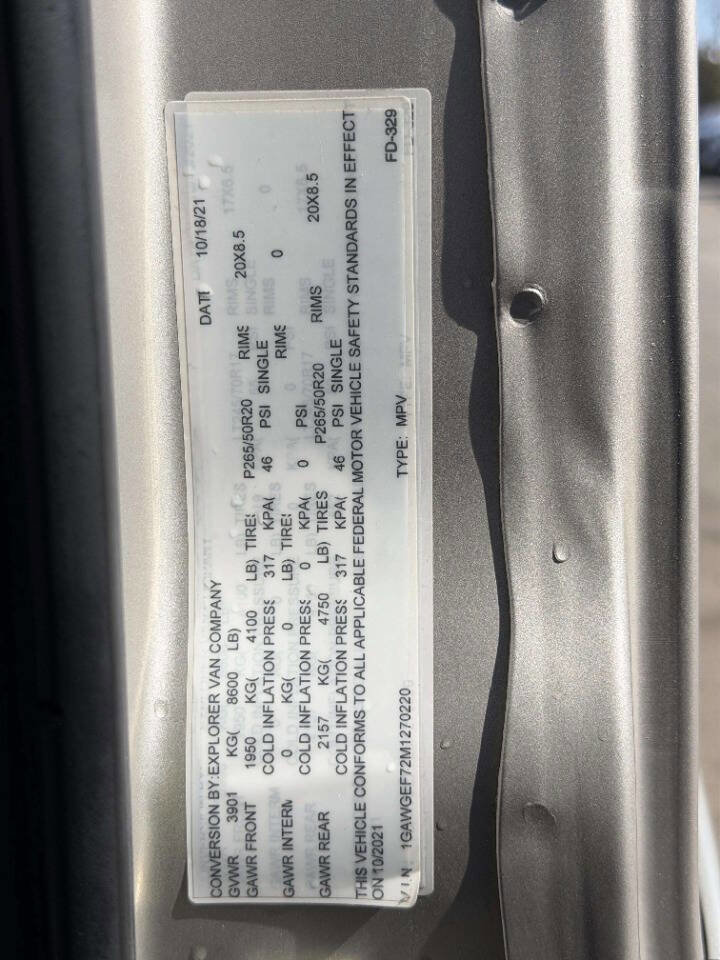 CONVERSION BY:EXPLORER VAN COMPANY DATI 10/18/21
GVWR 3901 KG( 8600 LB)
GAWR FRONT 1950 KG( 4100 LB) TIRES P265/50R20 RIMS 20X8.5
COLD INFLATION PRESS 317 KPA( 46 PSI SINGLE
GAWR INTERM 0 KG( 0 LB) TIRES RIMS 0
COLD INFLATION PRESS 0 KPA( 0 PSI
GAWR REAR 2157 KG( 4750 LB) TIRES P265/50R20 RIMS 20X8.5
COLD INFLATION PRESS 317 KPA( 46 PSI SINGLE
THIS VEHICLE CONFORMS TO ALL APPLICABLE FEDERAL MOTOR VEHICLE SAFETY STANDARDS IN EFFECT
ON 10/2021
V.I.N. 1GAWGEF72M1270220 TYPE: MPV FD-329